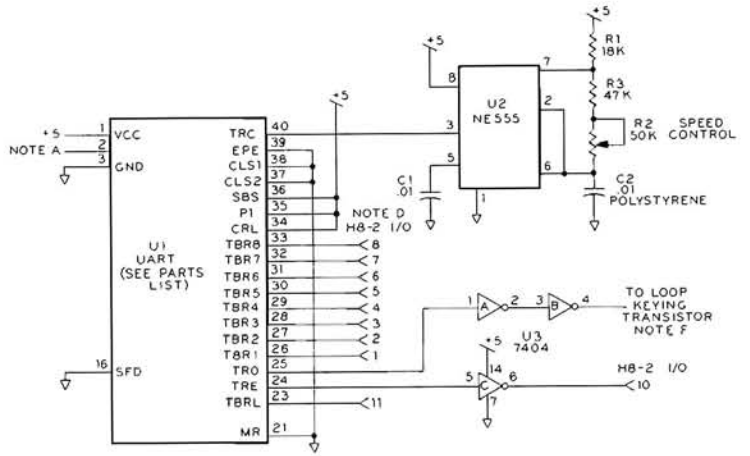 +5
R1
18K
+5
7
R3
47K
8
U2
NE555
2
R2
50K
SPEED
CONTROL
+5
+5
1
VCC
TRC
40
3
NOTE A
2
EPE
39
3
GND
CLS1
38
5
6
CLS2
37
C1
.01
1
C2
.01
POLYSTYRENE
SBS
36
P1
35
CRL
34
NOTE D
H8-2 I/O
TBR8
33
8
U1
UART
(SEE PARTS
LIST)
TBR7
32
7
TBR6
31
6
TBR5
30
5
TBR4
29
4
TBR3
28
3
TBR2
27
2
TBR1
26
1
1
A
2
3
B
4
TO LOOP
KEYING
TRANSISTOR
NOTE F
TRO
25
U3
7404
+5
14
16
SFD
TRE
24
5
C
6
H8-2 I/O
10
7
TBRL
23
11
MR
21